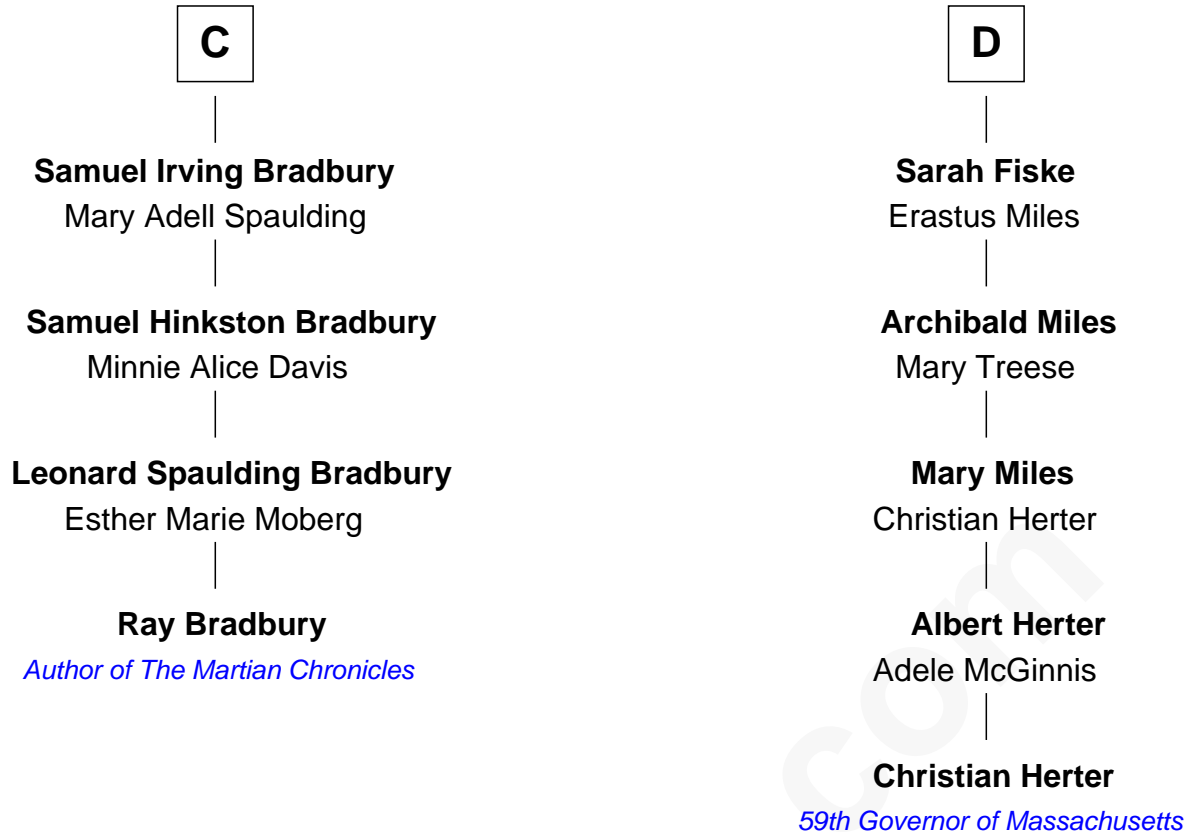 C
Samuel Irving Bradbury
Mary Adell Spaulding
Samuel Hinkston Bradbury
Minnie Alice Davis
Leonard Spaulding Bradbury
Esther Marie Moberg
Ray Bradbury
Author of The Martian Chronicles
D
Sarah Fiske
Erastus Miles
Archibald Miles
Mary Treese
Mary Miles
Christian Herter
Albert Herter
Adele McGinnis
Christian Herter
59th Governor of Massachusetts
com